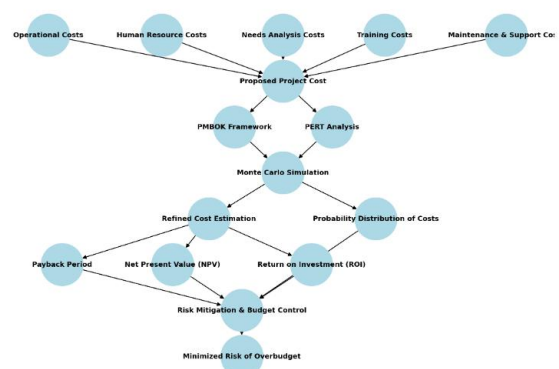 Operational Costs
Human Resource Costs
Needs Analysis Costs
Training Costs
Maintenance & Support Co
Proposed Project Cost
PMBOK Framework
PERT Analysis
Monte Carlo Simulation
Refined Cost Estimation
Probability Distribution of Costs
Payback Period
Net Present Value (NPV)
Return on Investment (ROI)
Risk Mitigation & Budget Control
Minimized Risk of Overbudget